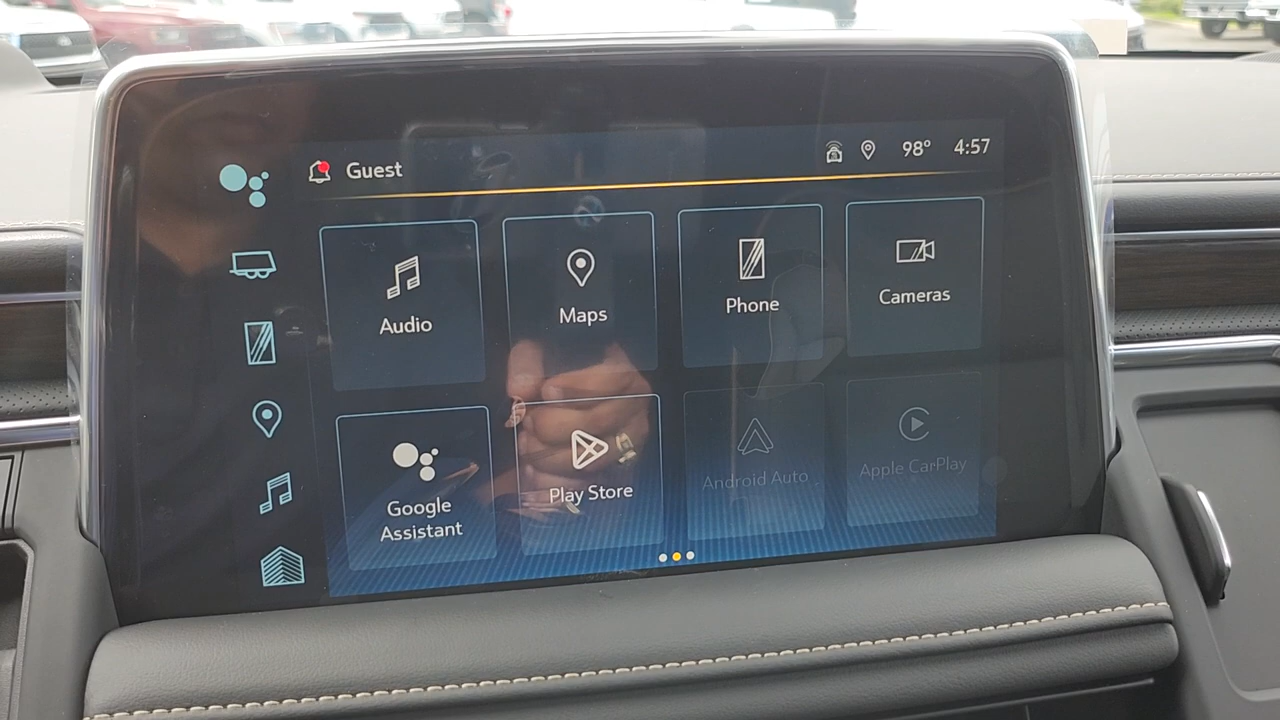 Guest
98° 4:57
Audio
Maps
Phone
Cameras
Google
Assistant
Play Store
Android Auto
Apple CarPlay